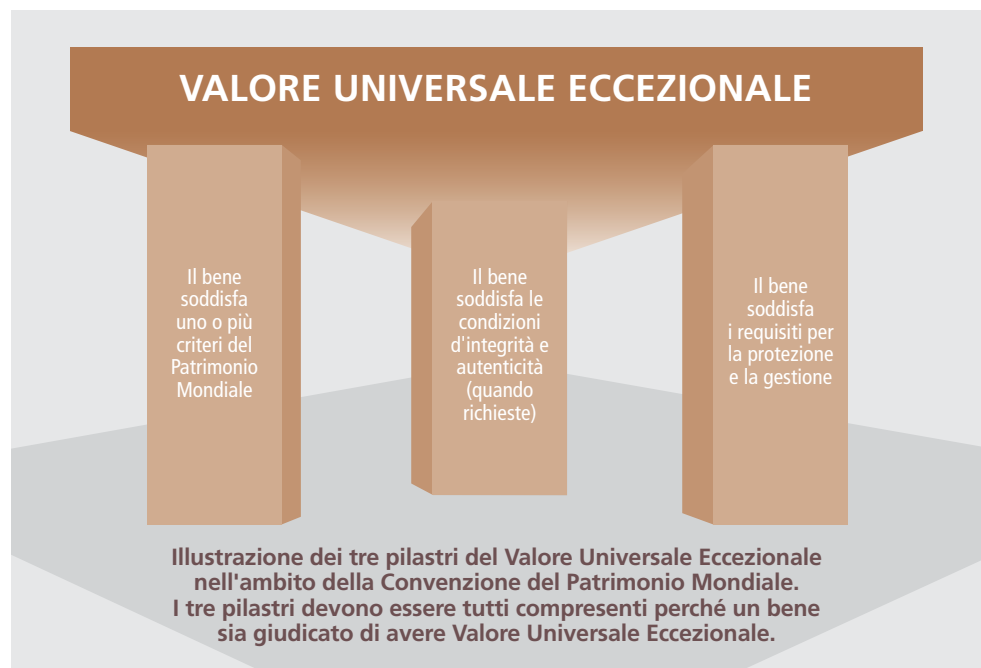 VALORE UNIVERSALE ECCEZIONALE
Il bene
soddisfa
uno o più
criteri del
Patrimonio
Mondiale
Il bene
soddisfa le
condizioni
d'integrità e
autenticità
(quando
richieste)
Il bene
soddisfa
i requisiti per
la protezione
e la gestione
Illustrazione dei tre pilastri del Valore Universale Eccezionale
nell'ambito della Convenzione del Patrimonio Mondiale.
I tre pilastri devono essere tutti compresenti perché un bene
sia giudicato di avere Valore Universale Eccezionale.